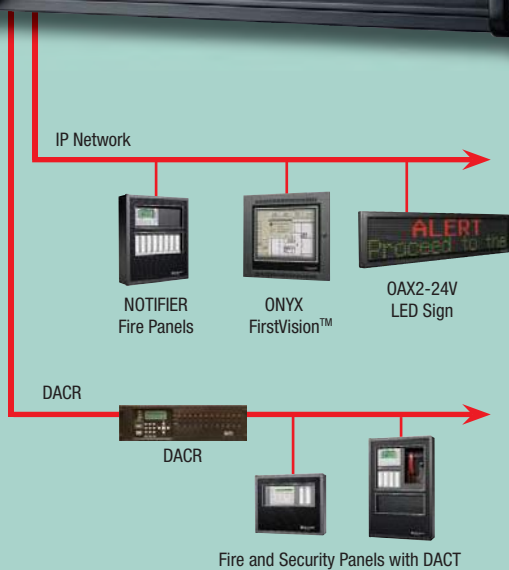 IP Network
ALERT
Proceed to the
NOTIFIER
Fire Panels
ONYX
FirstVision™
OAX2-24V
LED Sign
DACR
DACR
Fire and Security Panels with DACT